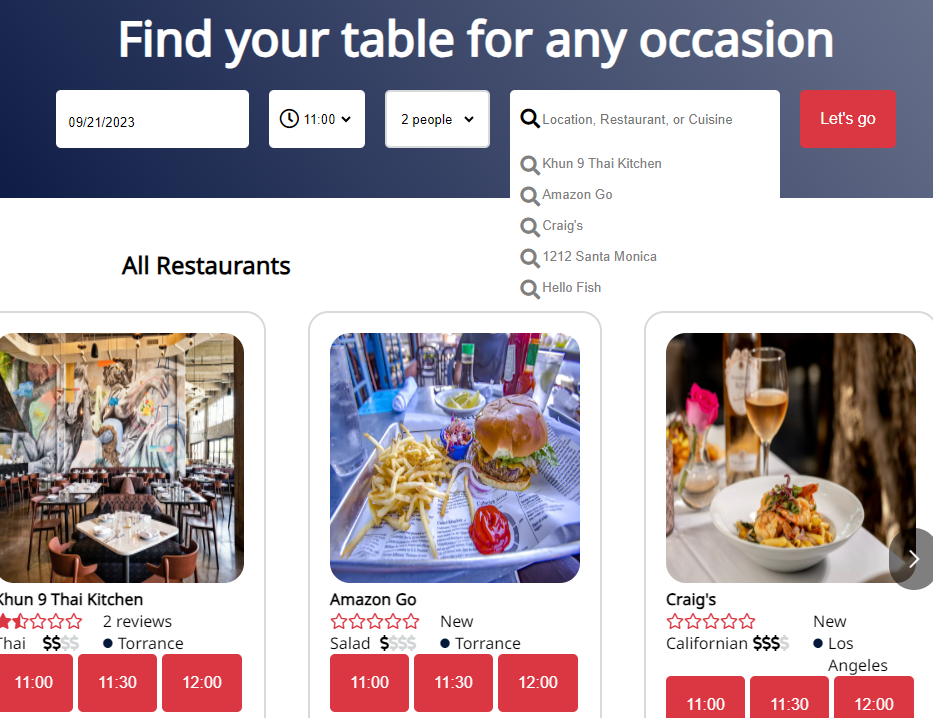 Find your table for any occasion
09/21/2023
11:00
2 people
Location, Restaurant, or Cuisine
Let's go
Khun 9 Thai Kitchen
Amazon Go
Craig's
1212 Santa Monica
Hello Fish
All Restaurants
Khun 9 Thai Kitchen
2 reviews
Thai $$$$
Torrance
11:00 11:30 12:00
Amazon Go
New
Salad $$$$
Torrance
11:00 11:30 12:00
Craig's
New
Californian $$$$
Los
Angeles
11:00 11:30 12:00